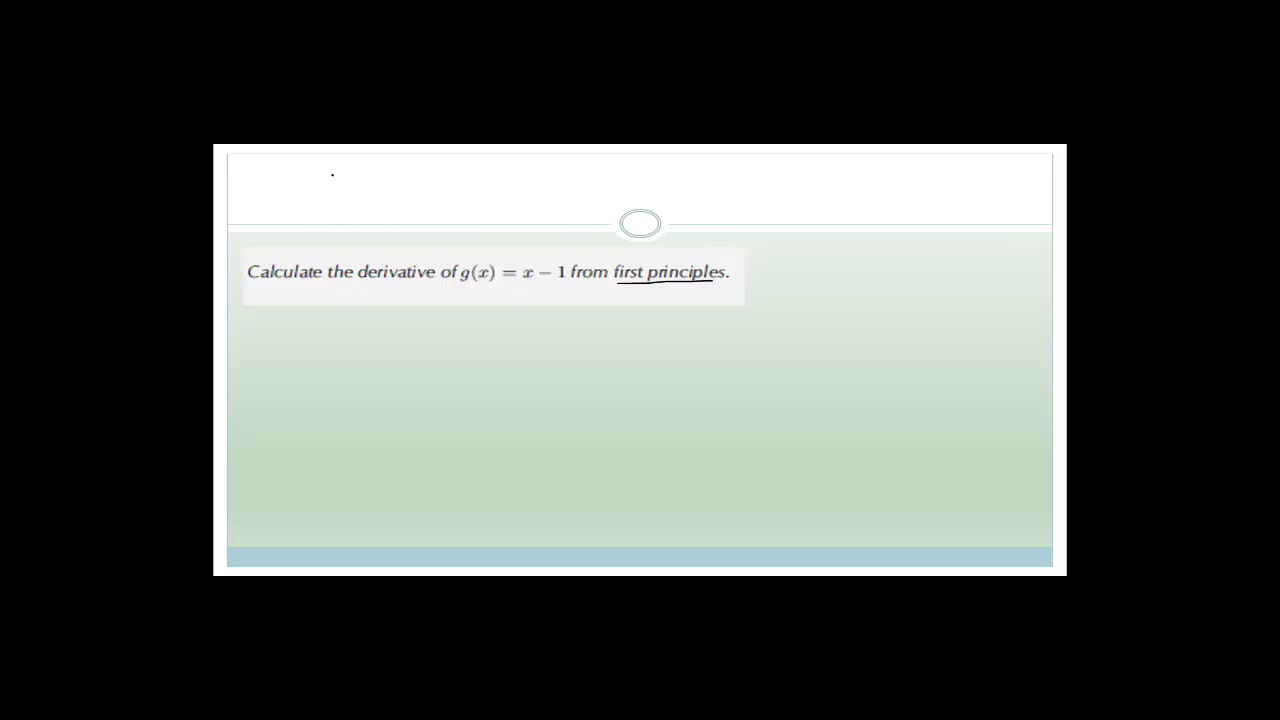 Calculate the derivative of g(x) = x − 1 from first principles.